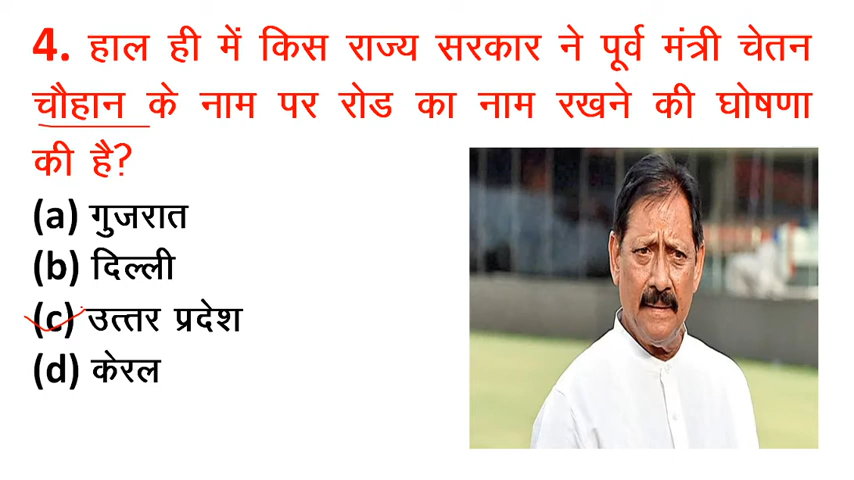 4. हाल ही में किस राज्य सरकार ने पूर्व मंत्री चेतन
चौहान के नाम पर रोड का नाम रखने की घोषणा
की है?
(a) गुजरात
(b) दिल्ली
(c) उत्तर प्रदेश
(d) केरल